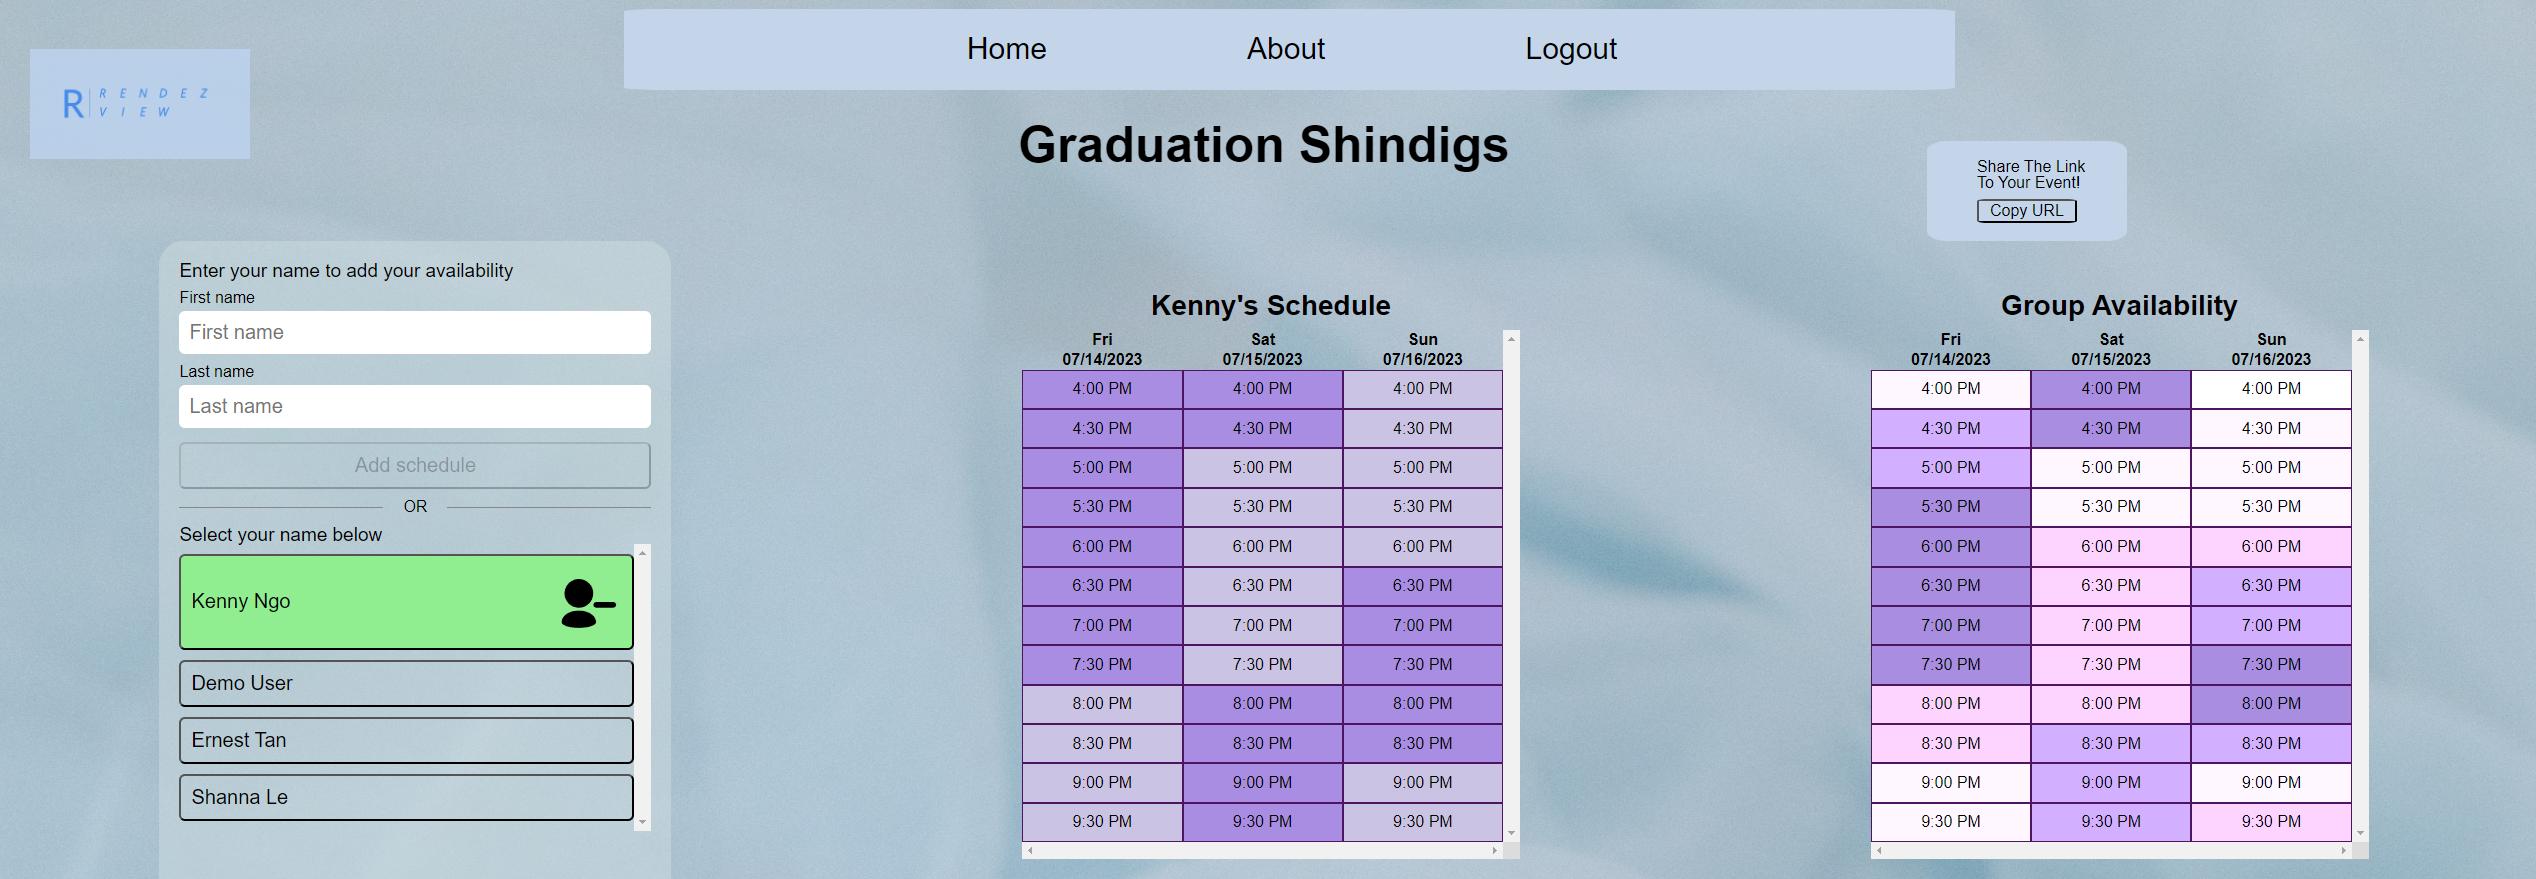 Home About Logout
R RENDEZ
VIEW
Graduation Shindigs
Share The Link
To Your Event!
Copy URL
Enter your name to add your availability
First name
First name
Last name
Last name
Add schedule
OR
Select your name below
Kenny Ngo
Demo User
Ernest Tan
Shanna Le
Kenny's Schedule
Fri Sat Sun
07/14/2023 07/15/2023 07/16/2023
4:00 PM 4:00 PM 4:00 PM
4:30 PM 4:30 PM 4:30 PM
5:00 PM 5:00 PM 5:00 PM
5:30 PM 5:30 PM 5:30 PM
6:00 PM 6:00 PM 6:00 PM
6:30 PM 6:30 PM 6:30 PM
7:00 PM 7:00 PM 7:00 PM
7:30 PM 7:30 PM 7:30 PM
8:00 PM 8:00 PM 8:00 PM
8:30 PM 8:30 PM 8:30 PM
9:00 PM 9:00 PM 9:00 PM
9:30 PM 9:30 PM 9:30 PM
Group Availability
Fri Sat Sun
07/14/2023 07/15/2023 07/16/2023
4:00 PM 4:00 PM 4:00 PM
4:30 PM 4:30 PM 4:30 PM
5:00 PM 5:00 PM 5:00 PM
5:30 PM 5:30 PM 5:30 PM
6:00 PM 6:00 PM 6:00 PM
6:30 PM 6:30 PM 6:30 PM
7:00 PM 7:00 PM 7:00 PM
7:30 PM 7:30 PM 7:30 PM
8:00 PM 8:00 PM 8:00 PM
8:30 PM 8:30 PM 8:30 PM
9:00 PM 9:00 PM 9:00 PM
9:30 PM 9:30 PM 9:30 PM